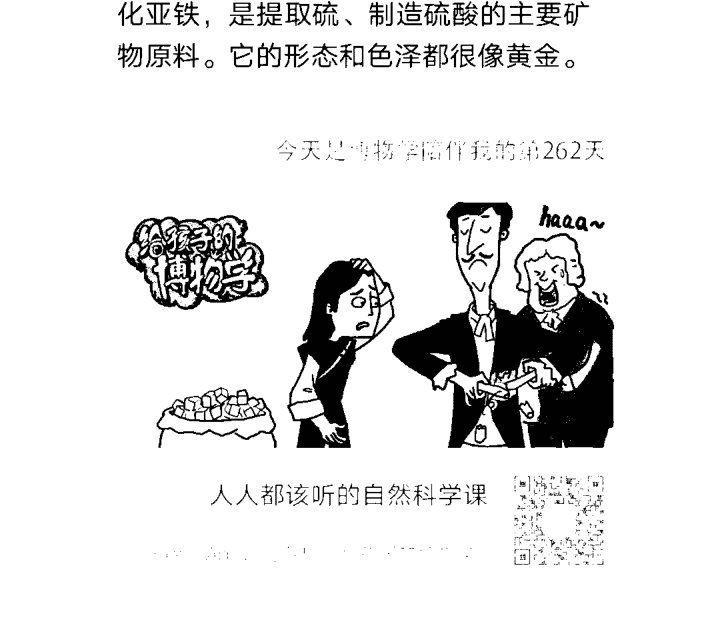 化亚铁，是提取硫、制造硫酸的主要矿
物原料。它的形态和色泽都很像黄金。
今天是博物学陪伴我的第262天
给孩子的
博物学
haaa~
人人都该听的自然科学课